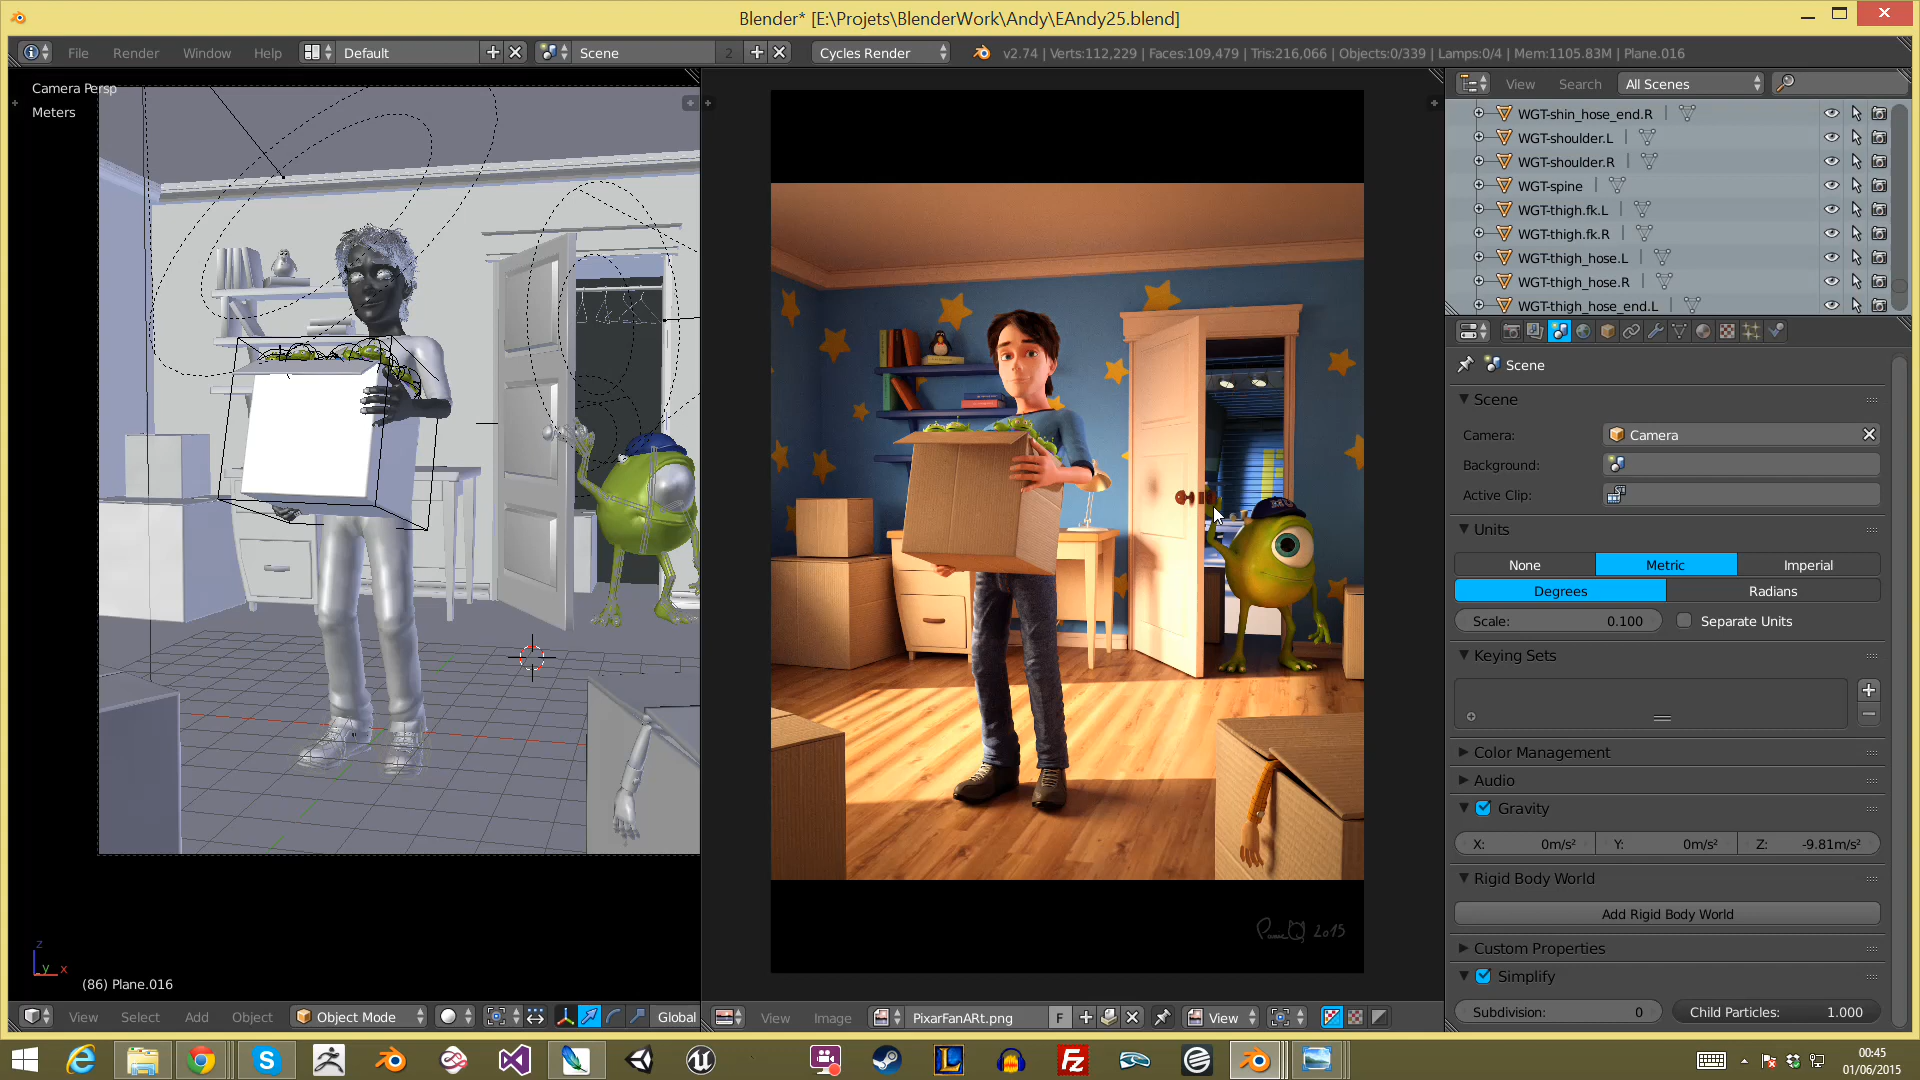 Blender* [E:\Projets\BlenderWork\Andy\EAndy25.blend]
File Render Window Help Default Scene 2 Cycles Render v2.74 | Verts:112,229 | Faces:109,479 | Tris:216,066 | Objects:0/339 | Lamps:0/4 | Mem:1105.83M | Plane.016
Camera Persp
Meters
View Search All Scenes
WGT-shin_hose_end.R
WGT-shoulder.L
WGT-shoulder.R
WGT-spine
WGT-thigh.fk.L
WGT-thigh.fk.R
WGT-thigh_hose.L
WGT-thigh_hose.R
WGT-thigh_hose_end.L
Scene
Scene
Camera: Camera
Background:
Active Clip:
Units
None Metric Imperial
Degrees Radians
Scale: 0.100 Separate Units
Keying Sets
Color Management
Audio
Gravity
X: 0m/s² Y: 0m/s² Z: -9.81m/s²
Rigid Body World
Add Rigid Body World
Custom Properties
Simplify
Subdivision: 0 Child Particles: 1.000
2015
z
y x
(86) Plane.016
View Select Add Object Object Mode Global
View Image PixarFanARt.png F View
00:45
01/06/2015